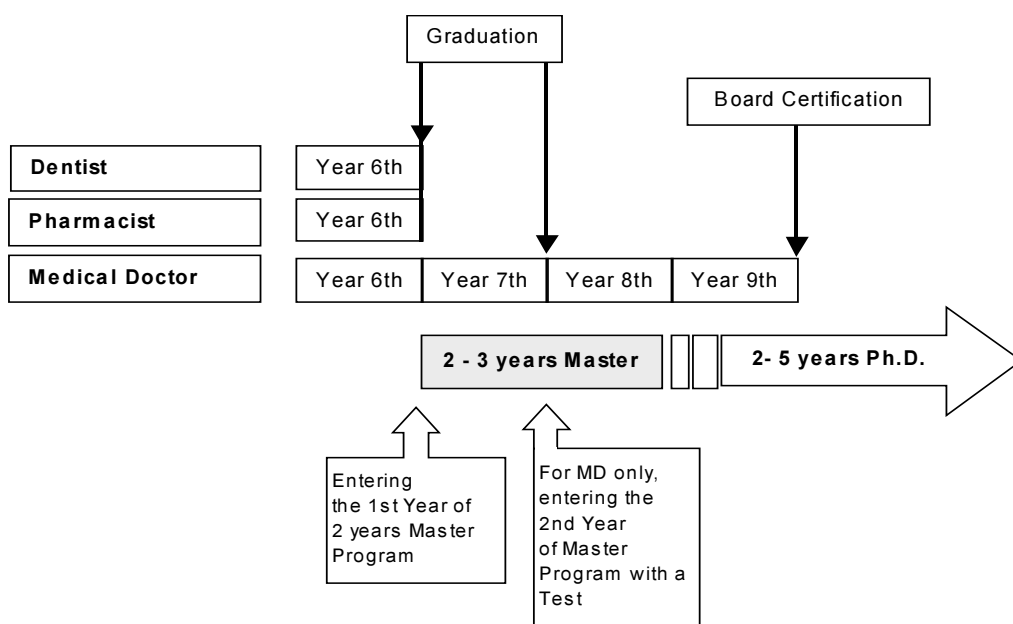 Graduation
Board Certification
Dentist
Year 6th
Pharmacist
Year 6th
Medical Doctor
Year 6th
Year 7th
Year 8th
Year 9th
2 - 3 years Master
2- 5 years Ph.D.
Entering
the 1st Year of
2 years Master
Program
For MD only,
entering the
2nd Year
of Master
Program with a
Test